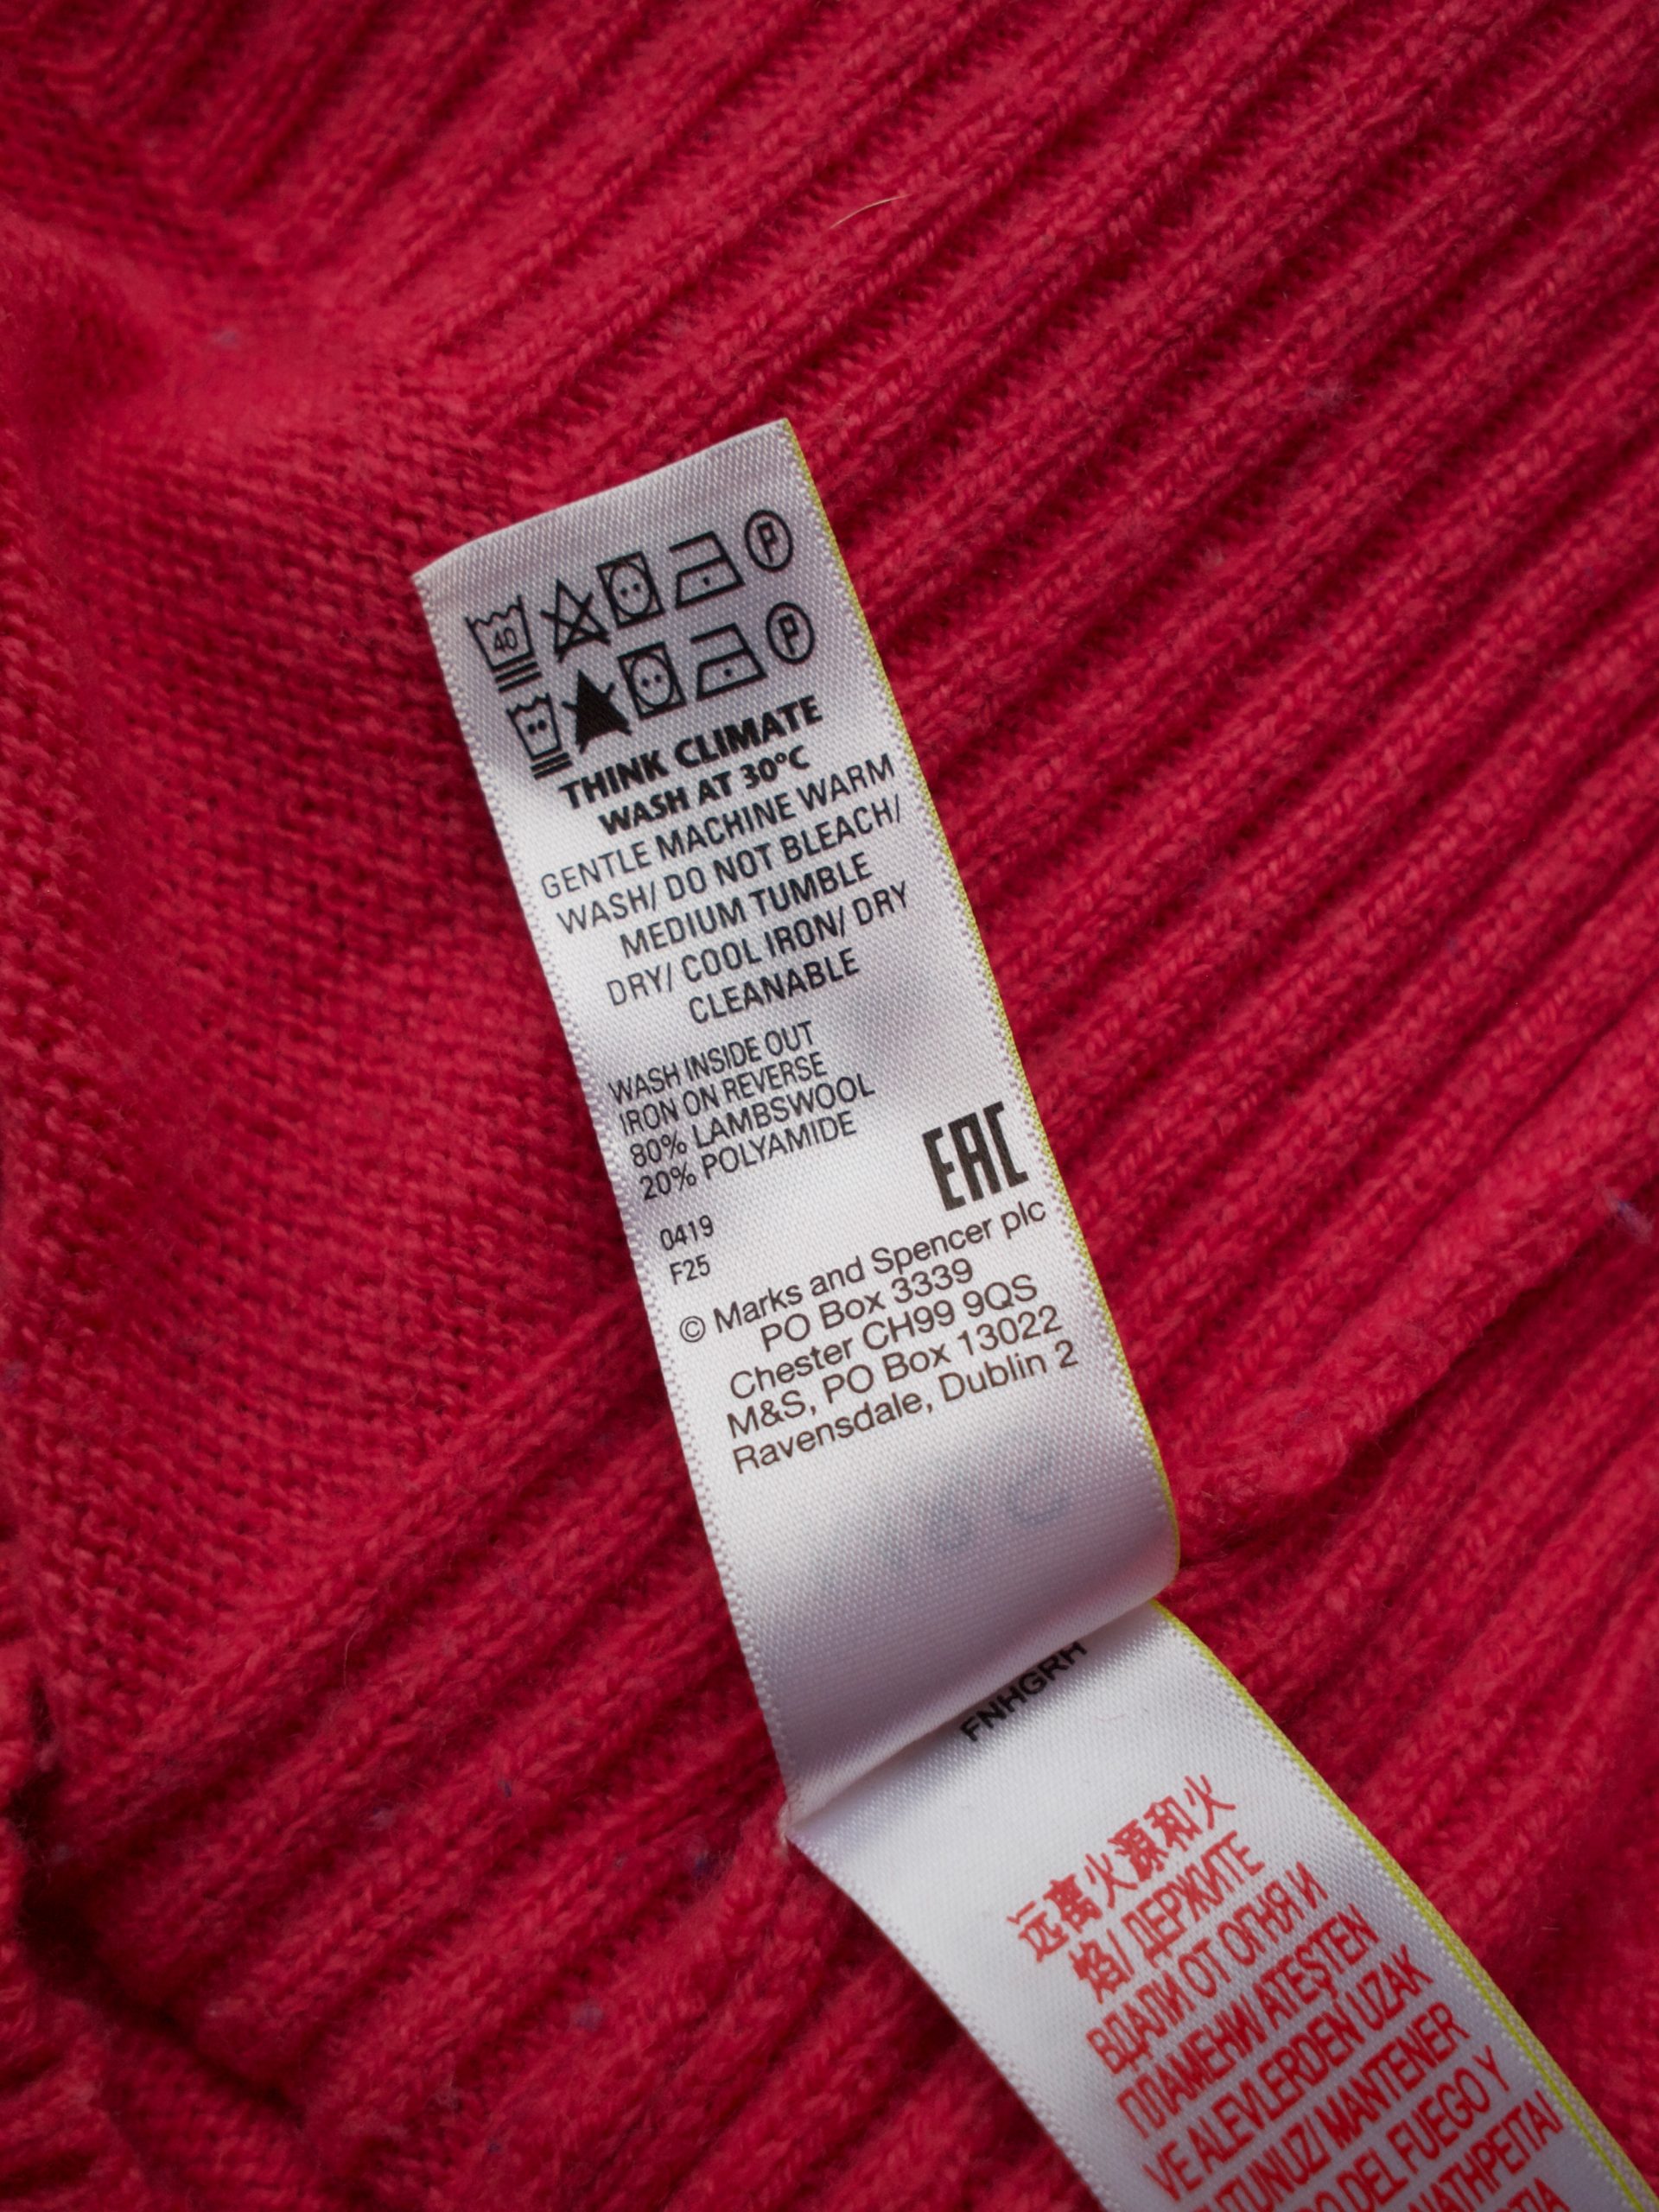 40
P
P
THINK CLIMATE
WASH AT 30°C
GENTLE MACHINE WARM
WASH/ DO NOT BLEACH/
MEDIUM TUMBLE
DRY/ COOL IRON/ DRY
CLEANABLE
WASH INSIDE OUT
IRON ON REVERSE
80% LAMBSWOOL
20% POLYAMIDE
EAC
0419
F25
© Marks and Spencer plc
PO Box 3339
Chester CH99 9QS
M&S, PO Box 13022
Ravensdale, Dublin 2
FNHGRH
远离火源和火
焰/ ДЕРЖИТЕ
ВДАЛИ ОТ ОГНЯ И
ПЛАМЕНИ/ ATEŞTEN
VE ALEVLERDEN UZAK
TUNUZ/ MANTENER
DEL FUEGO Y